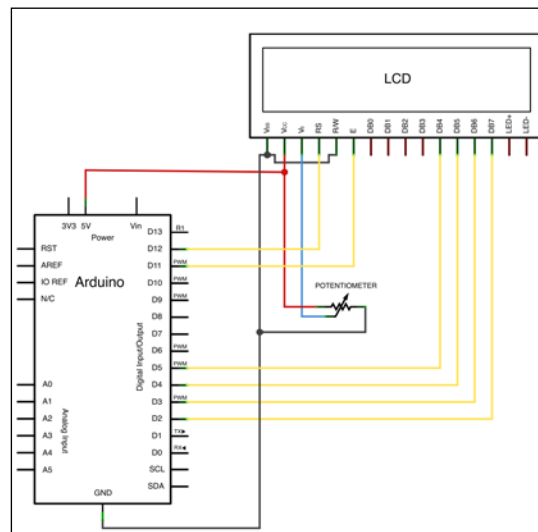 LCD
Vss
Vcc
V0
RS
R/W
E
DB0
DB1
DB2
DB3
DB4
DB5
DB6
DB7
LED+
LED-
3V3
5V
Vin
Power
Arduino
RST
AREF
IO REF
N/C
D13
R1
D12
D11
PWM
D10
PWM
D9
PWM
D8
D7
D6
PWM
D5
PWM
D4
D3
PWM
D2
D1
TX
D0
RX
SCL
SDA
Digital Input/Output
A0
A1
A2
A3
A4
A5
Analog Input
GND
POTENTIOMETER